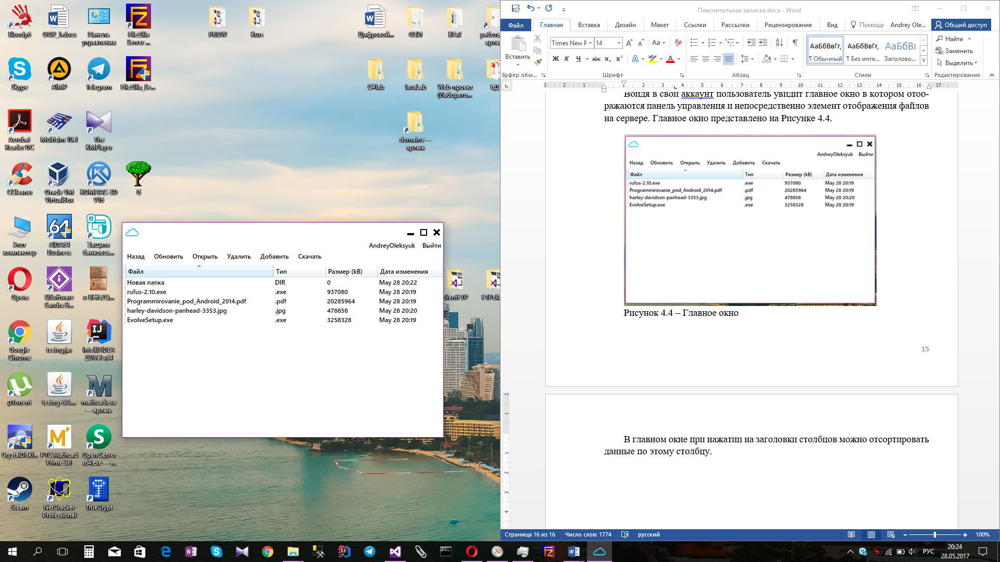 Bloody6
OOP_1.docx
Панель управления
FileZilla Server ...
PROW
Kurs
Цифровой...
ОЗИ
КГиГ
Skype
AIMP
Telegram
FileZilla_Se...
C#lab
JavaLab
Web-проект (Лаборато...
БД
Acrobat Reader DC
Multisim 10.1
The KMPlayer
domains — ярлык
CCleaner
Oracle VM VirtualBox
КОМПАС-3D V16
G
Этот компьютер
AIDA64 Business
Защита банковск...
Opera
SiSoftware Sandra B...
Google Chrome
testng.jar
IntelliJ IDEA 2017.1 x64
µTorrent
testng-6.8....
mathcad.exe — ярлык
CrystalDiskI...
PTC Mathcad Prime 3.1
Open Server x64.exe — ...
Steam
NetCracker Professional
TrueCrypt
AndreyOleksyuk Выйти
Назад Обновить Открыть Удалить Добавить Скачать
Файл Тип Размер (kB) Дата изменения
Новая папка DIR 0 May 28 20:22
rufus-2.10.exe .exe 937080 May 28 20:19
Programmirovanie_pod_Android_2014.pdf .pdf 20285964 May 28 20:19
harley-davidson-panhead-3353.jpg .jpg 478858 May 28 20:20
EvolveSetup.exe .exe 3258328 May 28 20:19
Пояснительная записка.docx - Word
Файл Главная Вставка Дизайн Макет Ссылки Рассылки Рецензирование Вид Andrey Ole... Общий доступ
Вставить
Times New R 14
Ж К Ч abc x₂ x²
АаБбВвГг, АаБбВвГг, АаБбВв
¶ Обычный ¶ Без инте... Заголово...
Найти
Заменить
Выделить
Буфер обм... Шрифт Абзац Стили Редактирование
Войдя в свой аккаунт пользователь увидит главное окно в котором отоб-
ражаются панель управления и непосредственно элемент отображения файлов
на сервере. Главное окно представлено на Рисунке 4.4.
AndreyOleksyuk Выйти
Назад Обновить Открыть Удалить Добавить Скачать
Файл Тип Размер (kB) Дата изменения
rufus-2.10.exe .exe 937080 May 28 20:19
Programmirovanie_pod_Android_2014.pdf .pdf 20285964 May 28 20:19
harley-davidson-panhead-3353.jpg .jpg 478858 May 28 20:20
EvolveSetup.exe .exe 3258328 May 28 20:19
Рисунок 4.4 – Главное окно
15
В главном окне при нажатии на заголовки столбцов можно отсортировать
данные по этому столбцу.
Страница 16 из 16 Число слов: 1774 русский 100%
РУС
20:24
28.05.2017